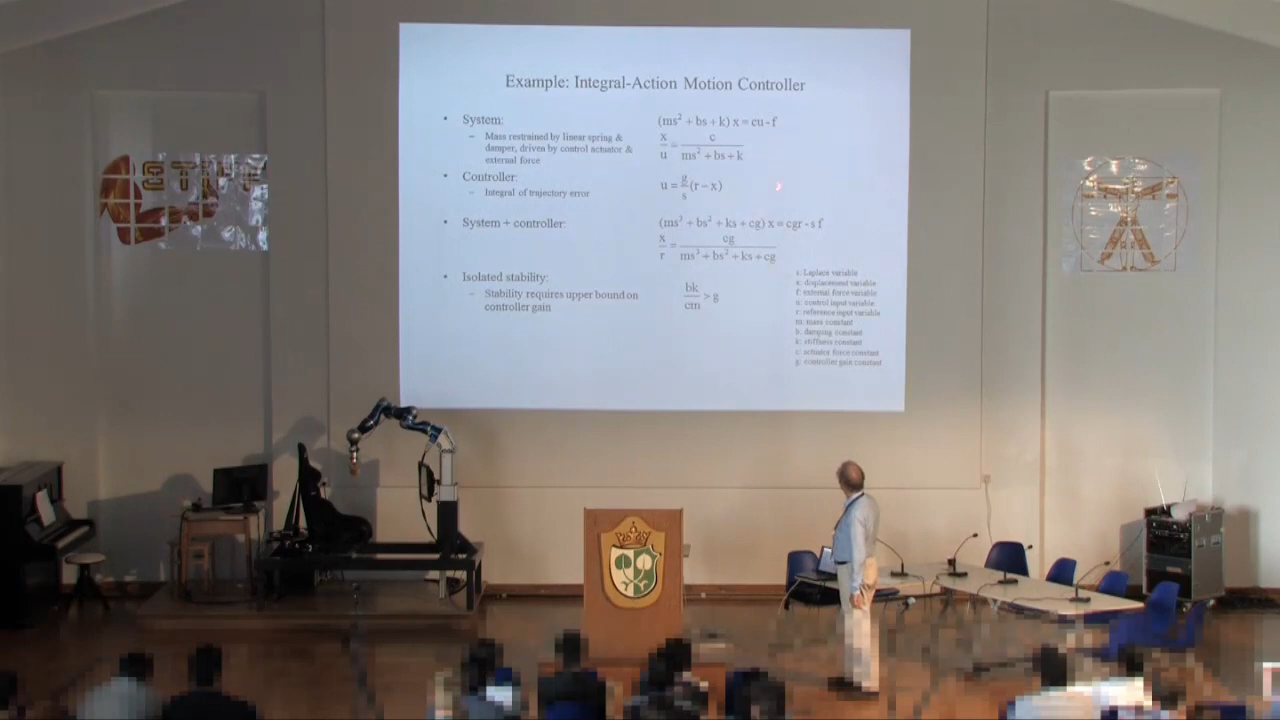 Example: Integral-Action Motion Controller
• System: (ms² + bs + k) x = cu - f
– Mass restrained by linear spring &
damper, driven by control actuator &
external force
x/u = c/(ms² + bs + k)
• Controller:
– Integral of trajectory error
u = g/s (r − x)
• System + controller: (ms³ + bs² + ks + cg) x = cgr - s f
x/r = cg/(ms³ + bs² + ks + cg)
• Isolated stability:
– Stability requires upper bound on
controller gain
bk/cm > g
s: Laplace variable
x: displacement variable
f: external force variable
u: control input variable
r: reference input variable
m: mass constant
b: damping constant
k: stiffness constant
c: actuator force constant
g: controller gain constant
STIFF